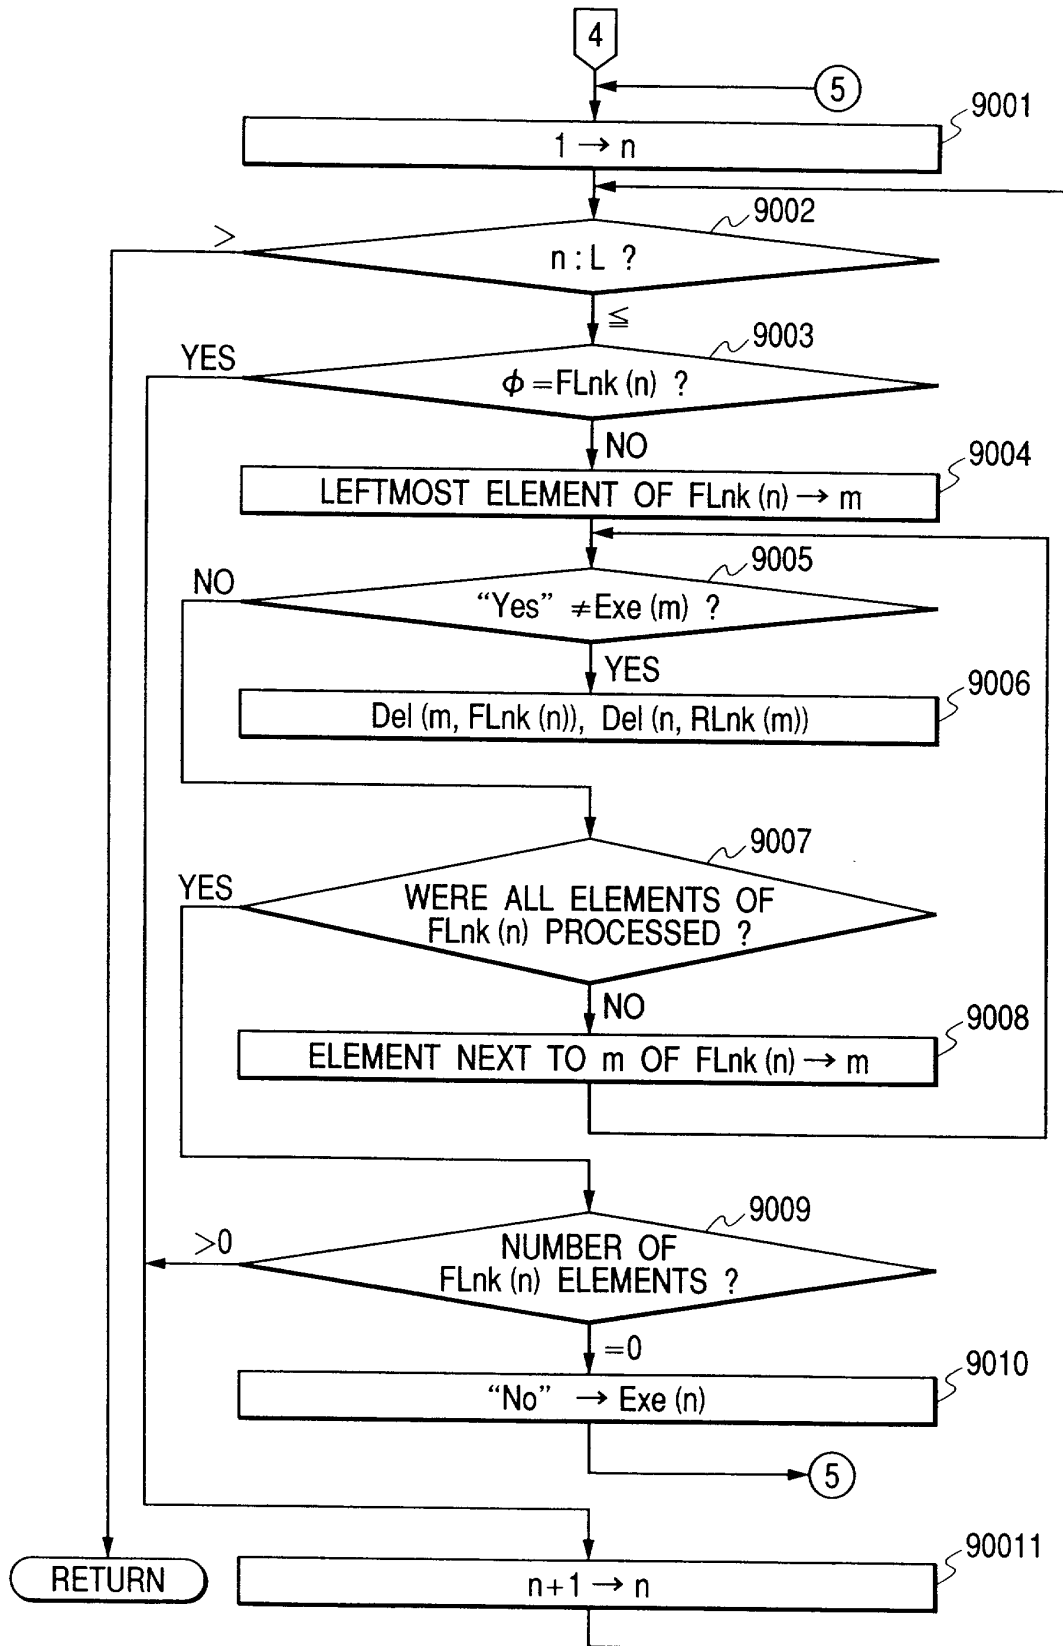 4
5
9001
1 → n
9002
>
n : L ?
≦
9003
YES
ϕ = FLnk (n) ?
NO
9004
LEFTMOST ELEMENT OF FLnk (n) → m
9005
NO
“Yes” ≠ Exe (m) ?
YES
9006
Del (m, FLnk (n)), Del (n, RLnk (m))
9007
YES
WERE ALL ELEMENTS OF
FLnk (n) PROCESSED ?
NO
9008
ELEMENT NEXT TO m OF FLnk (n) → m
9009
>0
NUMBER OF
FLnk (n) ELEMENTS ?
=0
9010
“No” → Exe (n)
5
90011
RETURN
n+1 → n